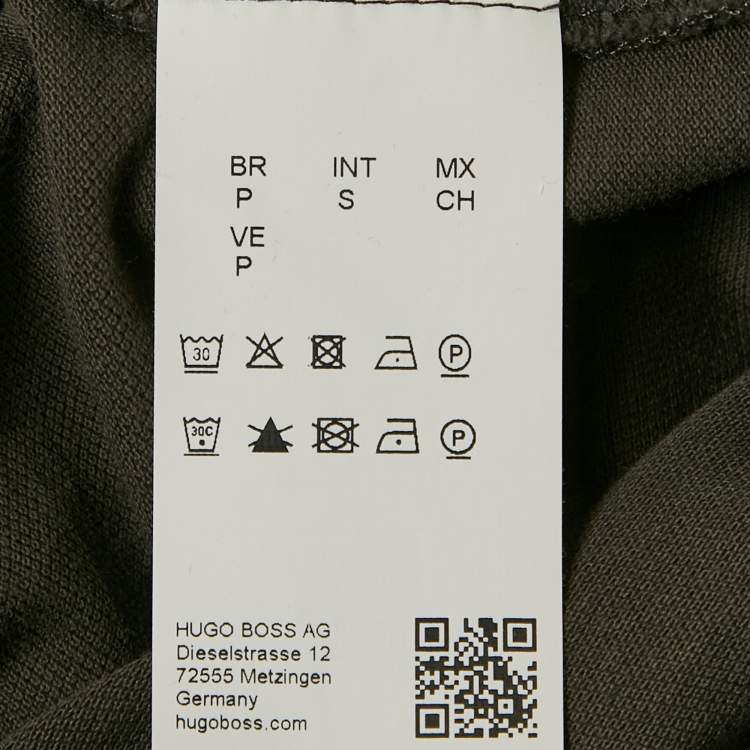 BR INT MX
P S CH
VE
P
30 P
30C P
HUGO BOSS AG
Dieselstrasse 12
72555 Metzingen
Germany
hugoboss.com